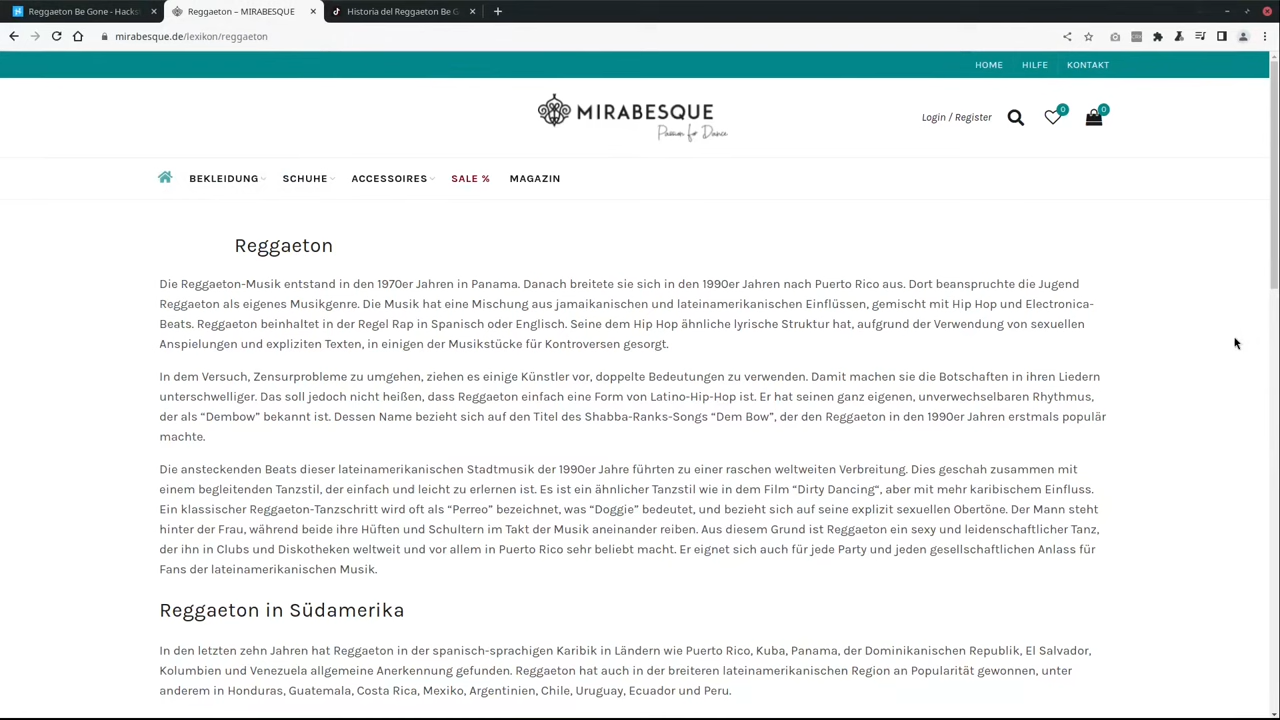 Reggaeton Be Gone - Hacks
Reggaeton – MIRABESQUE
Historia del Reggaeton Be G
mirabesque.de/lexikon/reggaeton
HOME HILFE KONTAKT
MIRABESQUE
Passion for Dance
Login / Register
0
0
BEKLEIDUNG SCHUHE ACCESSOIRES SALE % MAGAZIN
Reggaeton
Die Reggaeton-Musik entstand in den 1970er Jahren in Panama. Danach breitete sie sich in den 1990er Jahren nach Puerto Rico aus. Dort beanspruchte die Jugend
Reggaeton als eigenes Musikgenre. Die Musik hat eine Mischung aus jamaikanischen und lateinamerikanischen Einflüssen, gemischt mit Hip Hop und Electronica-
Beats. Reggaeton beinhaltet in der Regel Rap in Spanisch oder Englisch. Seine dem Hip Hop ähnliche lyrische Struktur hat, aufgrund der Verwendung von sexuellen
Anspielungen und expliziten Texten, in einigen der Musikstücke für Kontroversen gesorgt.
In dem Versuch, Zensurprobleme zu umgehen, ziehen es einige Künstler vor, doppelte Bedeutungen zu verwenden. Damit machen sie die Botschaften in ihren Liedern
unterschwelliger. Das soll jedoch nicht heißen, dass Reggaeton einfach eine Form von Latino-Hip-Hop ist. Er hat seinen ganz eigenen, unverwechselbaren Rhythmus,
der als “Dembow” bekannt ist. Dessen Name bezieht sich auf den Titel des Shabba-Ranks-Songs “Dem Bow”, der den Reggaeton in den 1990er Jahren erstmals populär
machte.
Die ansteckenden Beats dieser lateinamerikanischen Stadtmusik der 1990er Jahre führten zu einer raschen weltweiten Verbreitung. Dies geschah zusammen mit
einem begleitenden Tanzstil, der einfach und leicht zu erlernen ist. Es ist ein ähnlicher Tanzstil wie in dem Film “Dirty Dancing“, aber mit mehr karibischem Einfluss.
Ein klassischer Reggaeton-Tanzschritt wird oft als “Perreo” bezeichnet, was “Doggie” bedeutet, und bezieht sich auf seine explizit sexuellen Obertöne. Der Mann steht
hinter der Frau, während beide ihre Hüften und Schultern im Takt der Musik aneinander reiben. Aus diesem Grund ist Reggaeton ein sexy und leidenschaftlicher Tanz,
der ihn in Clubs und Diskotheken weltweit und vor allem in Puerto Rico sehr beliebt macht. Er eignet sich auch für jede Party und jeden gesellschaftlichen Anlass für
Fans der lateinamerikanischen Musik.
Reggaeton in Südamerika
In den letzten zehn Jahren hat Reggaeton in der spanisch-sprachigen Karibik in Ländern wie Puerto Rico, Kuba, Panama, der Dominikanischen Republik, El Salvador,
Kolumbien und Venezuela allgemeine Anerkennung gefunden. Reggaeton hat auch in der breiteren lateinamerikanischen Region an Popularität gewonnen, unter
anderem in Honduras, Guatemala, Costa Rica, Mexiko, Argentinien, Chile, Uruguay, Ecuador und Peru.